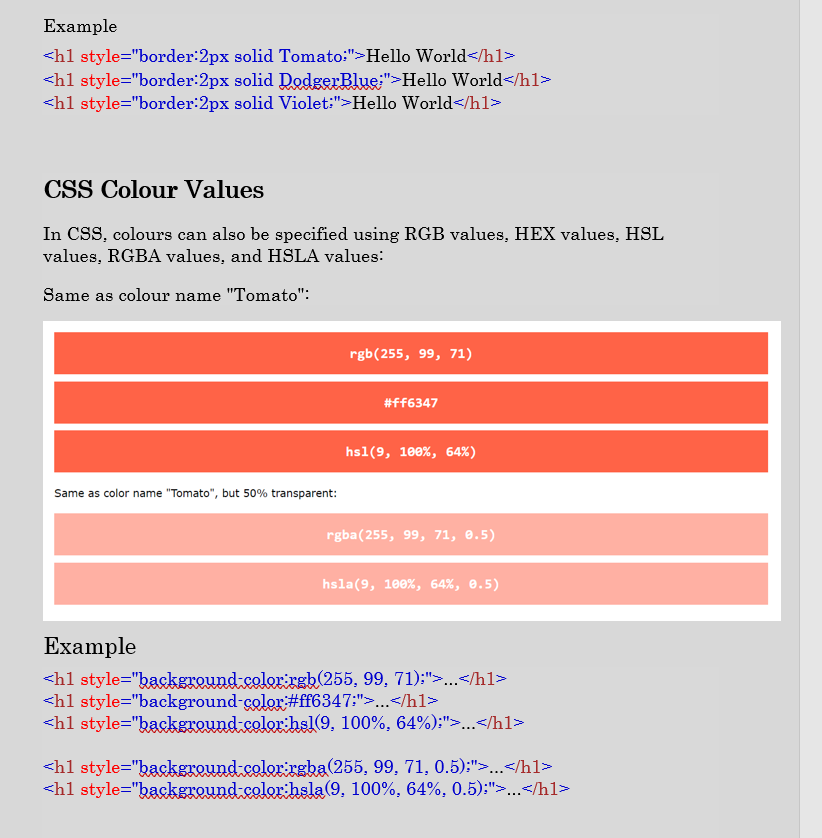 Example
<h1 style="border:2px solid Tomato;">Hello World</h1>
<h1 style="border:2px solid DodgerBlue;">Hello World</h1>
<h1 style="border:2px solid Violet;">Hello World</h1>
CSS Colour Values
In CSS, colours can also be specified using RGB values, HEX values, HSL
values, RGBA values, and HSLA values:
Same as colour name "Tomato":
rgb(255, 99, 71)
#ff6347
hsl(9, 100%, 64%)
Same as color name "Tomato", but 50% transparent:
rgba(255, 99, 71, 0.5)
hsla(9, 100%, 64%, 0.5)
Example
<h1 style="background-color:rgb(255, 99, 71);">...</h1>
<h1 style="background-color:#ff6347;">...</h1>
<h1 style="background-color:hsl(9, 100%, 64%);">...</h1>
<h1 style="background-color:rgba(255, 99, 71, 0.5);">...</h1>
<h1 style="background-color:hsla(9, 100%, 64%, 0.5);">...</h1>